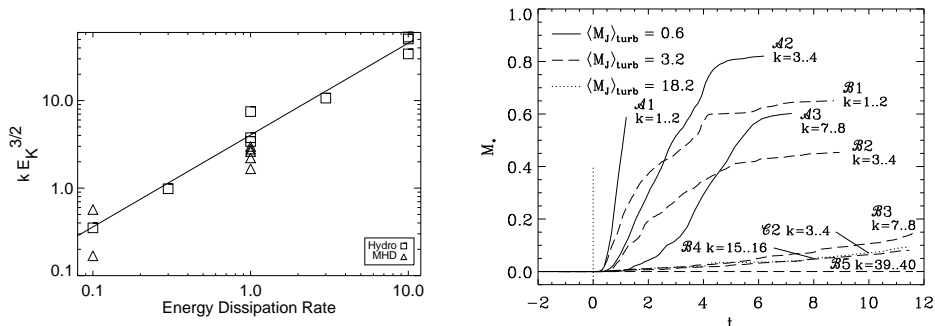 k E_K^{3/2}
10.0
1.0
0.1
0.1
1.0
10.0
Energy Dissipation Rate
Hydro
MHD
M_*
1.0
0.8
0.6
0.4
0.2
0.0
−2
0
2
4
6
8
10
12
t
⟨M_J⟩_turb = 0.6
⟨M_J⟩_turb = 3.2
⟨M_J⟩_turb = 18.2
𝒜1
k=1..2
𝒜2
k=3..4
ℬ1
k=1..2
𝒜3
k=7..8
ℬ2
k=3..4
ℬ3
k=7..8
𝒞2 k=3..4
ℬ4 k=15..16
ℬ5 k=39..40